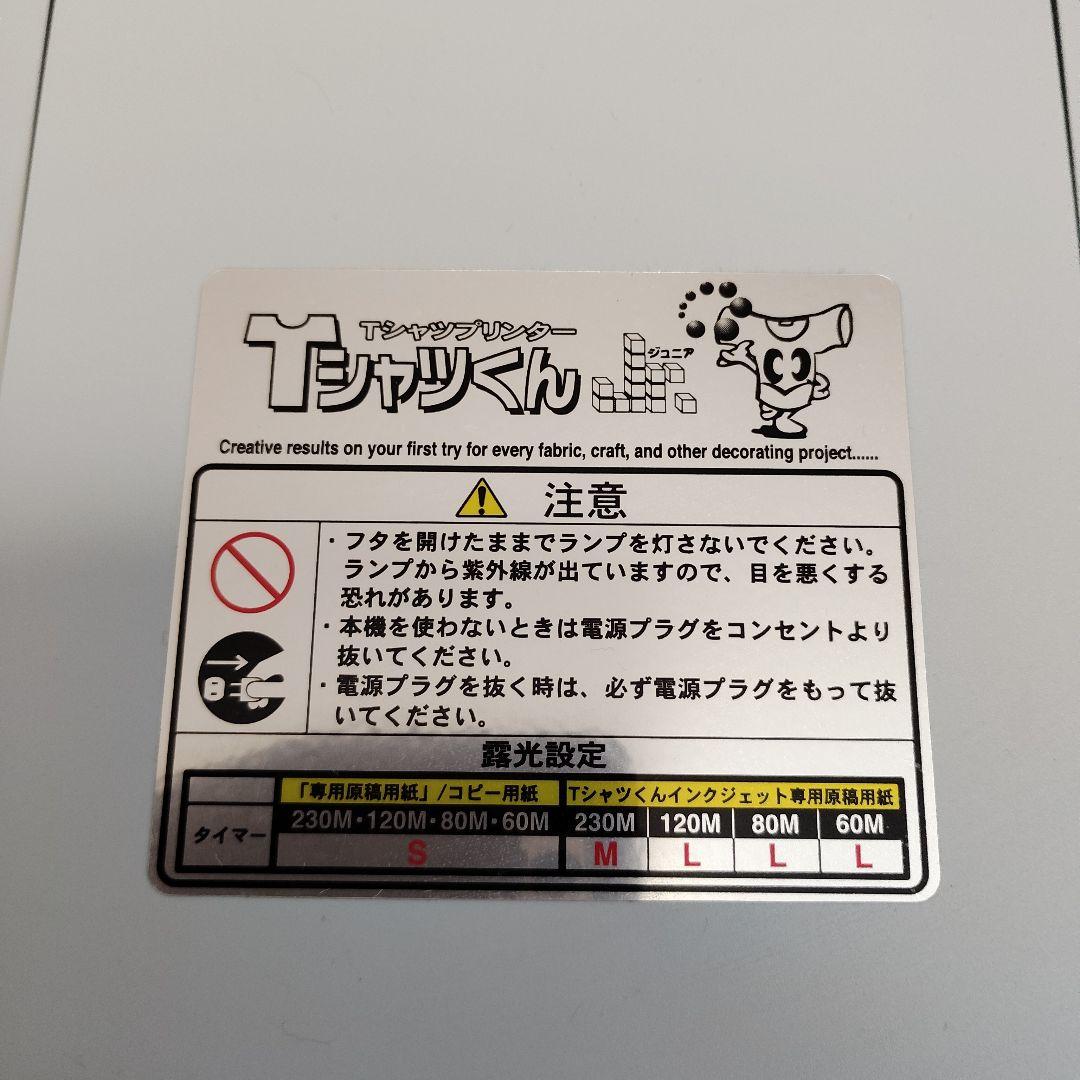 Tシャツプリンター
Tシャツくん ジュニア Jr.
Creative results on your first try for every fabric, craft, and other decorating project......
注意
・フタを開けたままでランプを灯さないでください。
ランプから紫外線が出ていますので、目を悪くする
恐れがあります。
・本機を使わないときは電源プラグをコンセントより
抜いてください。
・電源プラグを抜く時は、必ず電源プラグをもって抜
いてください。
露光設定
「専用原稿用紙」/コピー用紙 Tシャツくんインクジェット専用原稿用紙
タイマー 230M・120M・80M・60M 230M 120M 80M 60M
S M L L L